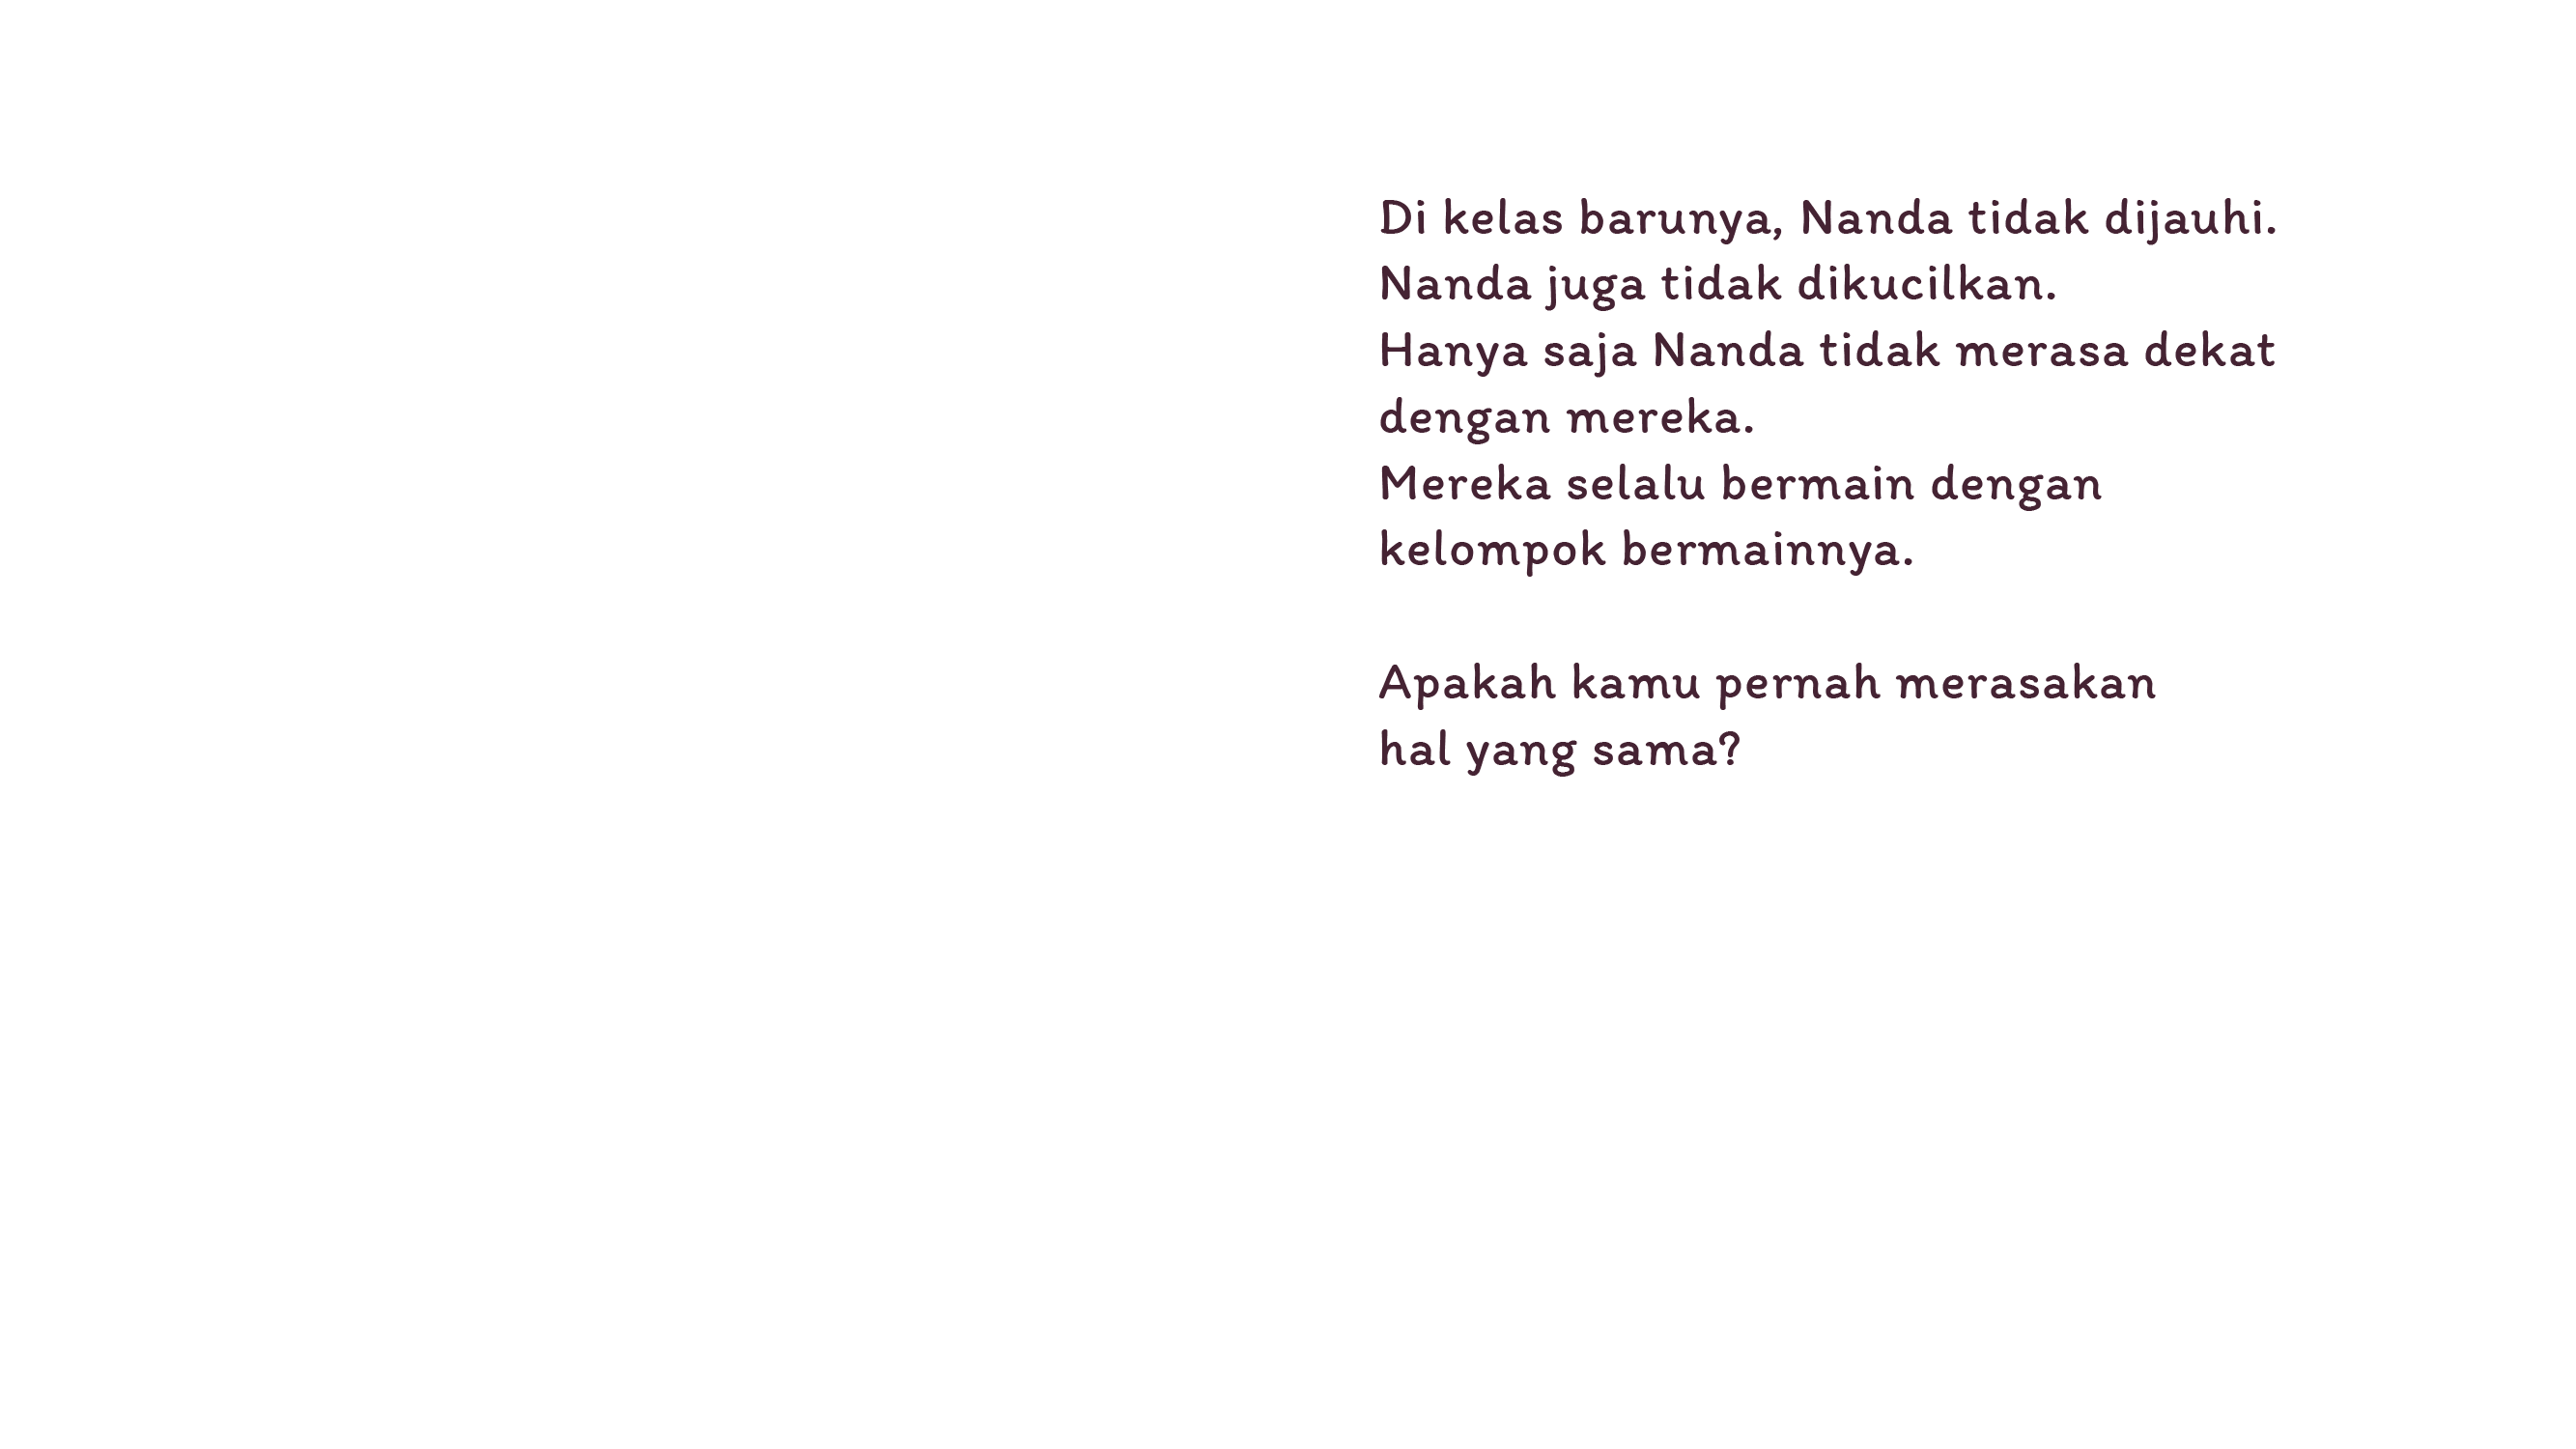 Di kelas barunya, Nanda tidak dijauhi.
Nanda juga tidak dikucilkan.
Hanya saja Nanda tidak merasa dekat
dengan mereka.
Mereka selalu bermain dengan
kelompok bermainnya.
Apakah kamu pernah merasakan
hal yang sama?